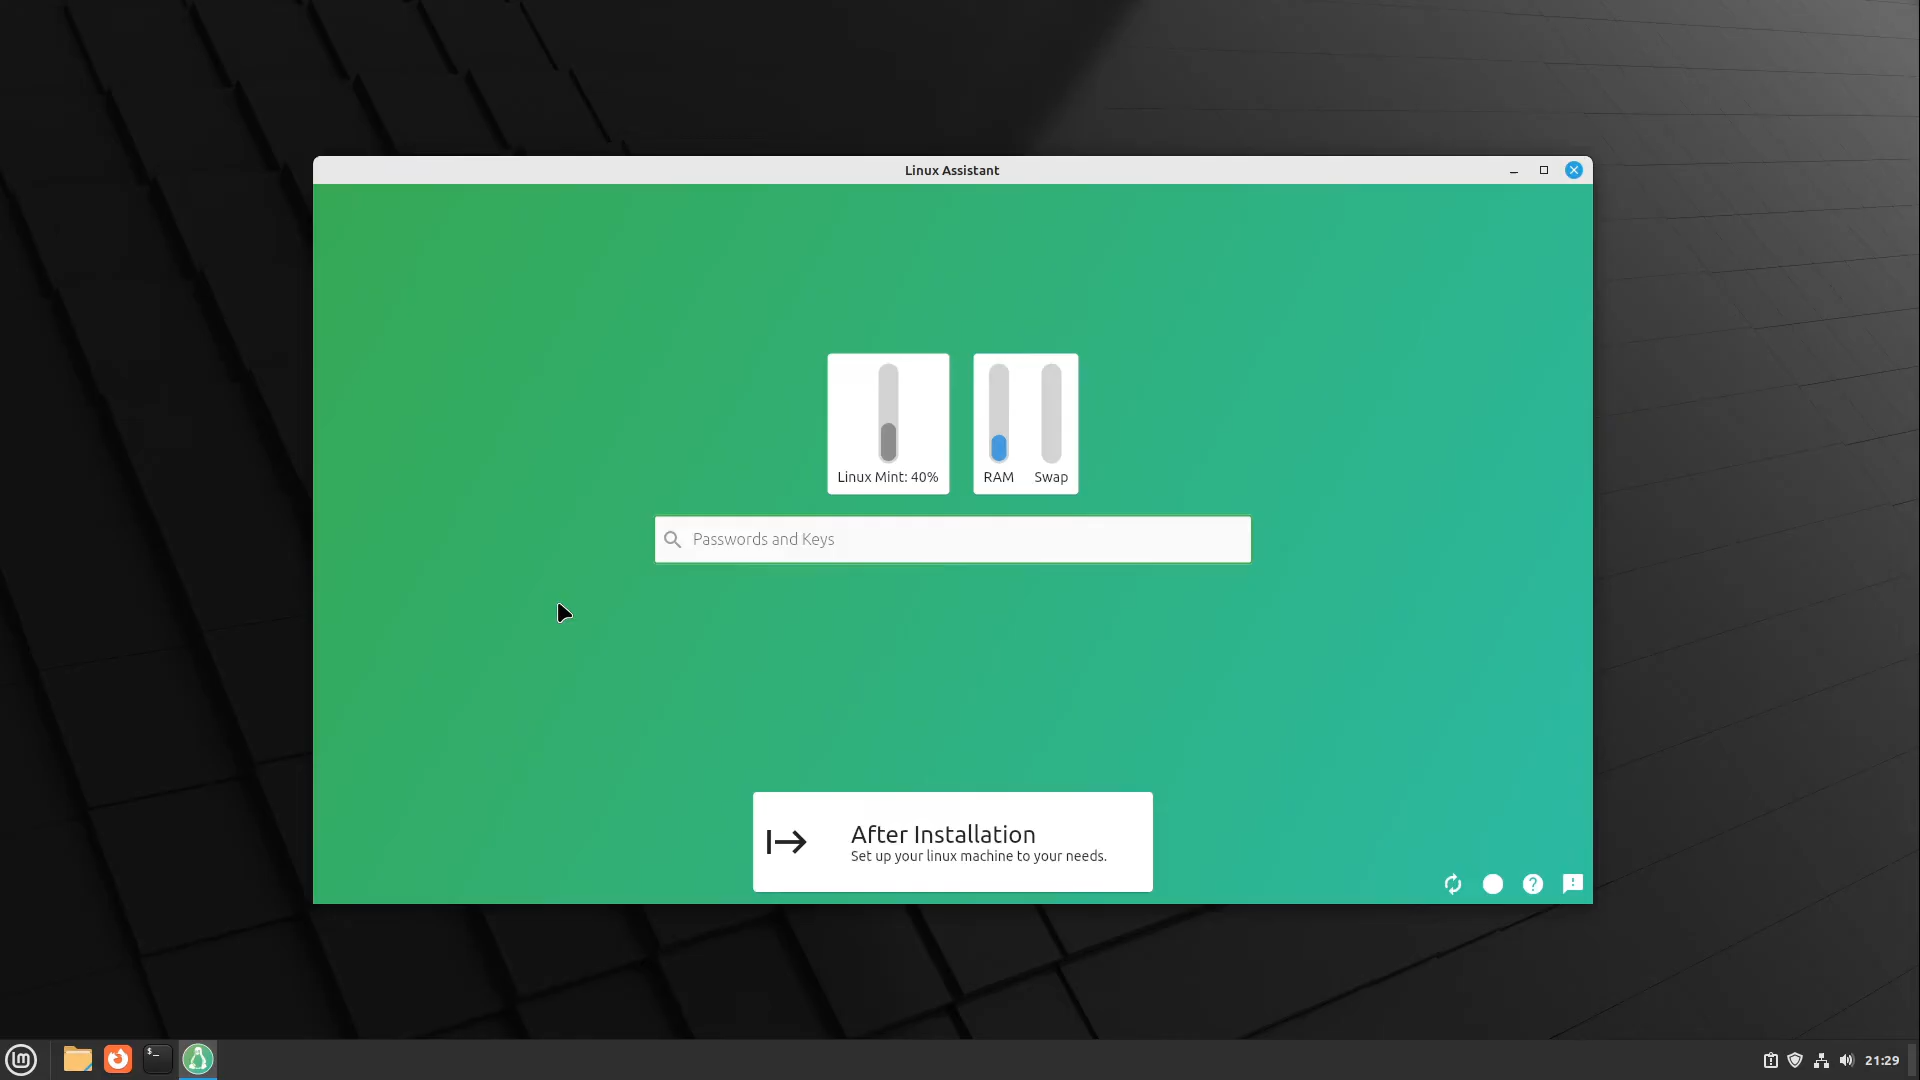 Linux Assistant
Linux Mint: 40%
RAM Swap
Passwords and Keys
After Installation
Set up your linux machine to your needs.
21:29